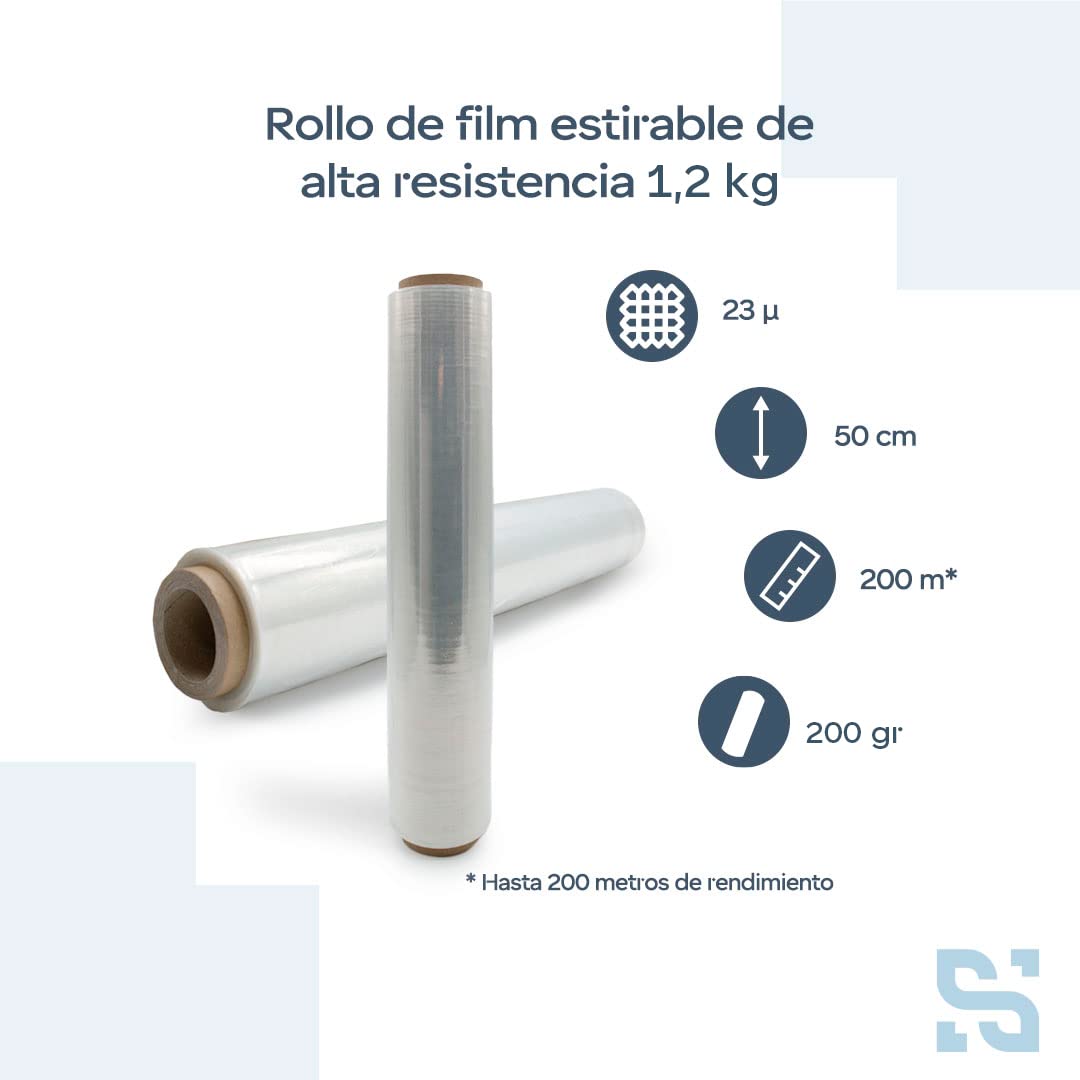 Rollo de film estirable de
alta resistencia 1,2 kg
23 µ
50 cm
200 m*
200 gr
* Hasta 200 metros de rendimiento